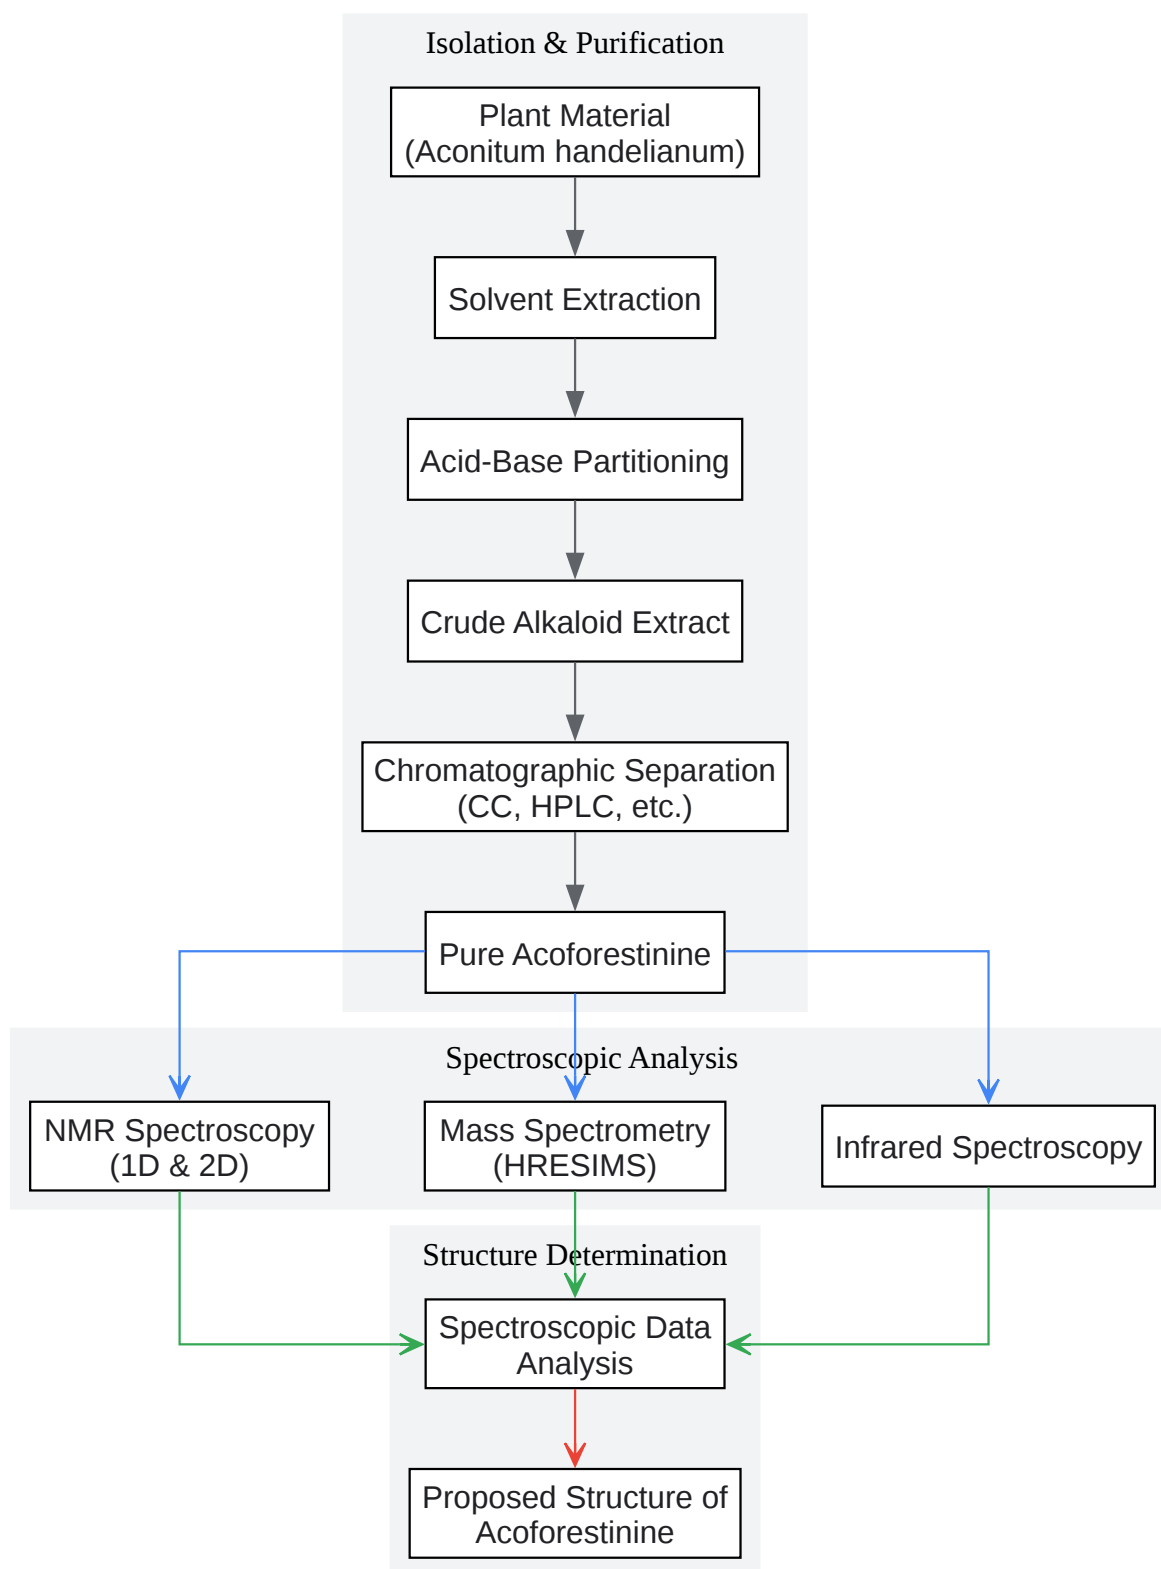 Isolation & Purification
Plant Material
(Aconitum handelianum)
Solvent Extraction
Acid-Base Partitioning
Crude Alkaloid Extract
Chromatographic Separation
(CC, HPLC, etc.)
Pure Acoforestinine
Spectroscopic Analysis
NMR Spectroscopy
(1D & 2D)
Mass Spectrometry
(HRESIMS)
Infrared Spectroscopy
Structure Determination
Spectroscopic Data
Analysis
Proposed Structure of
Acoforestinine